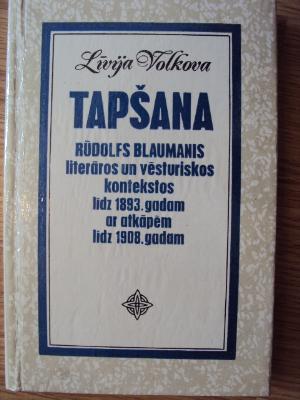 Līvija Volkova
TAPŠANA
RŪDOLFS BLAUMANIS
literāros un vēsturiskos
kontekstos
līdz 1893. gadam
ar atkāpēm
līdz 1908. gadam